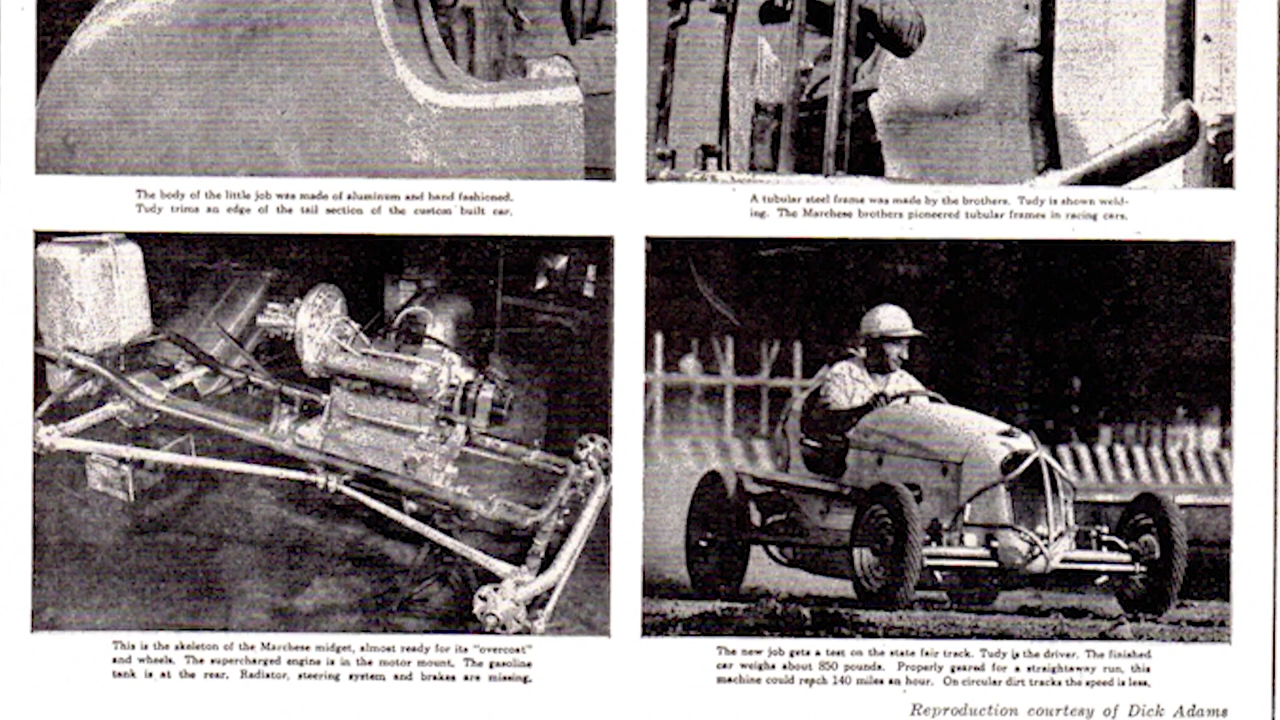 The body of the little job was made of aluminum and hand fashioned.
Tudy trims an edge of the tail section of the custom built car.
A tubular steel frame was made by the brothers. Tudy is shown weld-
ing. The Marchese brothers pioneered tubular frames in racing cars.
This is the skeleton of the Marchese midget, almost ready for its "overcoat"
and wheels. The supercharged engine is in the motor mount. The gasoline
tank is at the rear. Radiator, steering system and brakes are missing.
The new job gets a test on the state fair track. Tudy is the driver. The finished
car weighs about 850 pounds. Properly geared for a straightaway run, this
machine could reach 140 miles an hour. On circular dirt tracks the speed is less.
Reproduction courtesy of Dick Adams